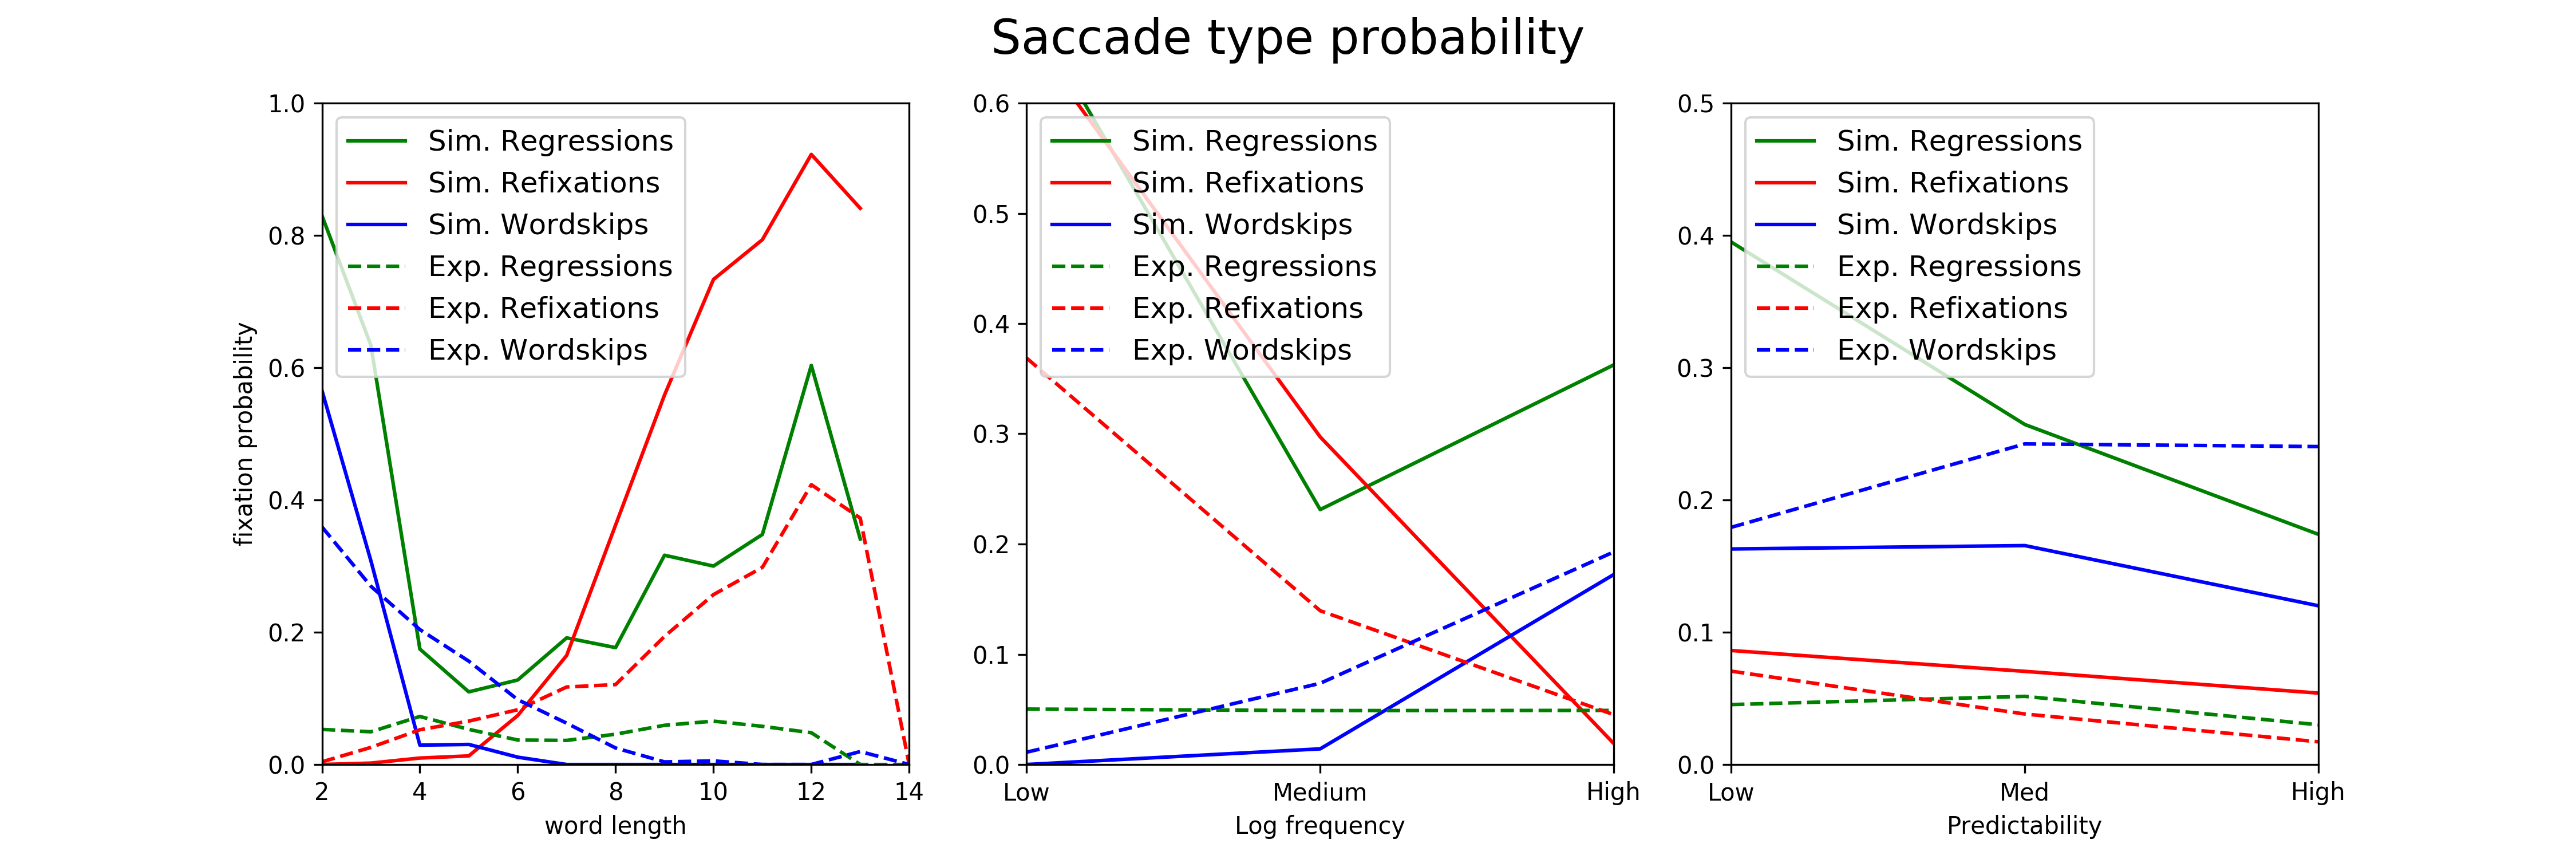 Saccade type probability
1.0
0.8
0.6
0.4
0.2
0.0
fixation probability
Sim. Regressions
Sim. Refixations
Sim. Wordskips
Exp. Regressions
Exp. Refixations
Exp. Wordskips
2 4 6 8 10 12 14
word length
0.6
0.5
0.4
0.3
0.2
0.1
0.0
Sim. Regressions
Sim. Refixations
Sim. Wordskips
Exp. Regressions
Exp. Refixations
Exp. Wordskips
Low Medium High
Log frequency
0.5
0.4
0.3
0.2
0.1
0.0
Sim. Regressions
Sim. Refixations
Sim. Wordskips
Exp. Regressions
Exp. Refixations
Exp. Wordskips
Low Med High
Predictability